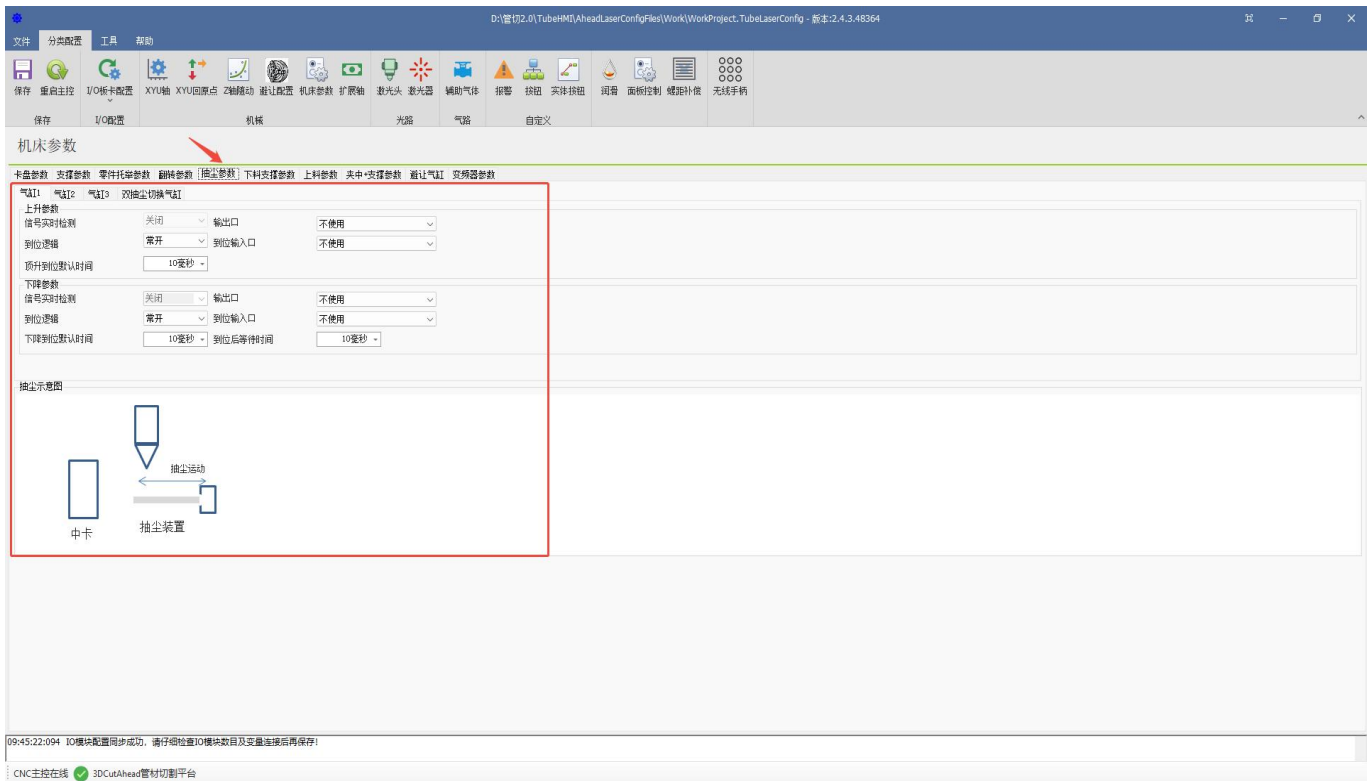 D:\管切2.0\TubeHMI\AheadLaserConfigFiles\Work\WorkProject.TubeLaserConfig - 版本:2.4.3.48364
文件 分类配置 工具 帮助
保存 重启主控 I/O板卡配置 XYU轴 XYU回原点 Z轴随动 避让配置 机床参数 扩展轴 激光头 激光器 辅助气体 报警 按钮 实体按钮 润滑 面板控制 螺距补偿 无线手柄
保存 I/O配置 机械 光路 气路 自定义
机床参数
卡盘参数 支撑参数 零件托举参数 翻转参数 抽尘参数 下料支撑参数 上料参数 夹中+支撑参数 避让气缸 变频器参数
气缸1 气缸2 气缸3 双抽尘切换气缸
上升参数
信号实时检测 关闭 输出口 不使用
到位逻辑 常开 到位输入口 不使用
顶升到位默认时间 10毫秒
下降参数
信号实时检测 关闭 输出口 不使用
到位逻辑 常开 到位输入口 不使用
下降到位默认时间 10毫秒 到位后等待时间 10毫秒
抽尘示意图
抽尘运动
抽尘装置
中卡
09:45:22:094 IO模块配置同步成功，请仔细检查IO模块数目及变量连接后再保存!
CNC主控在线 3DCutAhead管材切割平台